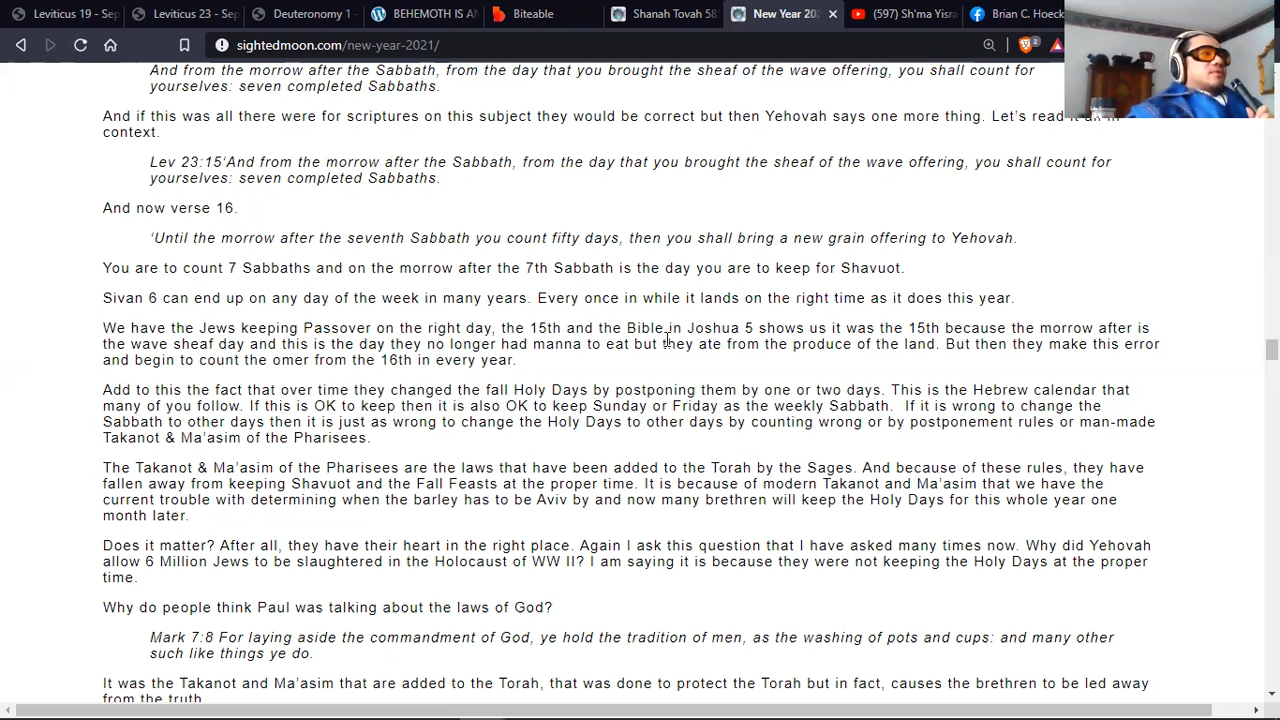 Leviticus 19 - Sep
Leviticus 23 - Sep
Deuteronomy 1 -
BEHEMOTH IS AN
Biteable
Shanah Tovah 58
New Year 202
(597) Sh'ma Yisra
Brian C. Hoeck
sightedmoon.com/new-year-2021/
2
And from the morrow after the Sabbath, from the day that you brought the sheaf of the wave offering, you shall count for
yourselves: seven completed Sabbaths.
And if this was all there were for scriptures on this subject they would be correct but then Yehovah says one more thing. Let's read it all in
context.
Lev 23:15'And from the morrow after the Sabbath, from the day that you brought the sheaf of the wave offering, you shall count for
yourselves: seven completed Sabbaths.
And now verse 16.
'Until the morrow after the seventh Sabbath you count fifty days, then you shall bring a new grain offering to Yehovah.
You are to count 7 Sabbaths and on the morrow after the 7th Sabbath is the day you are to keep for Shavuot.
Sivan 6 can end up on any day of the week in many years. Every once in while it lands on the right time as it does this year.
We have the Jews keeping Passover on the right day, the 15th and the Bible in Joshua 5 shows us it was the 15th because the morrow after is
the wave sheaf day and this is the day they no longer had manna to eat but they ate from the produce of the land. But then they make this error
and begin to count the omer from the 16th in every year.
Add to this the fact that over time they changed the fall Holy Days by postponing them by one or two days. This is the Hebrew calendar that
many of you follow. If this is OK to keep then it is also OK to keep Sunday or Friday as the weekly Sabbath. If it is wrong to change the
Sabbath to other days then it is just as wrong to change the Holy Days to other days by counting wrong or by postponement rules or man-made
Takanot & Ma'asim of the Pharisees.
The Takanot & Ma'asim of the Pharisees are the laws that have been added to the Torah by the Sages. And because of these rules, they have
fallen away from keeping Shavuot and the Fall Feasts at the proper time. It is because of modern Takanot and Ma'asim that we have the
current trouble with determining when the barley has to be Aviv by and now many brethren will keep the Holy Days for this whole year one
month later.
Does it matter? After all, they have their heart in the right place. Again I ask this question that I have asked many times now. Why did Yehovah
allow 6 Million Jews to be slaughtered in the Holocaust of WW II? I am saying it is because they were not keeping the Holy Days at the proper
time.
Why do people think Paul was talking about the laws of God?
Mark 7:8 For laying aside the commandment of God, ye hold the tradition of men, as the washing of pots and cups: and many other
such like things ye do.
It was the Takanot and Ma'asim that are added to the Torah, that was done to protect the Torah but in fact, causes the brethren to be led away
from the truth.